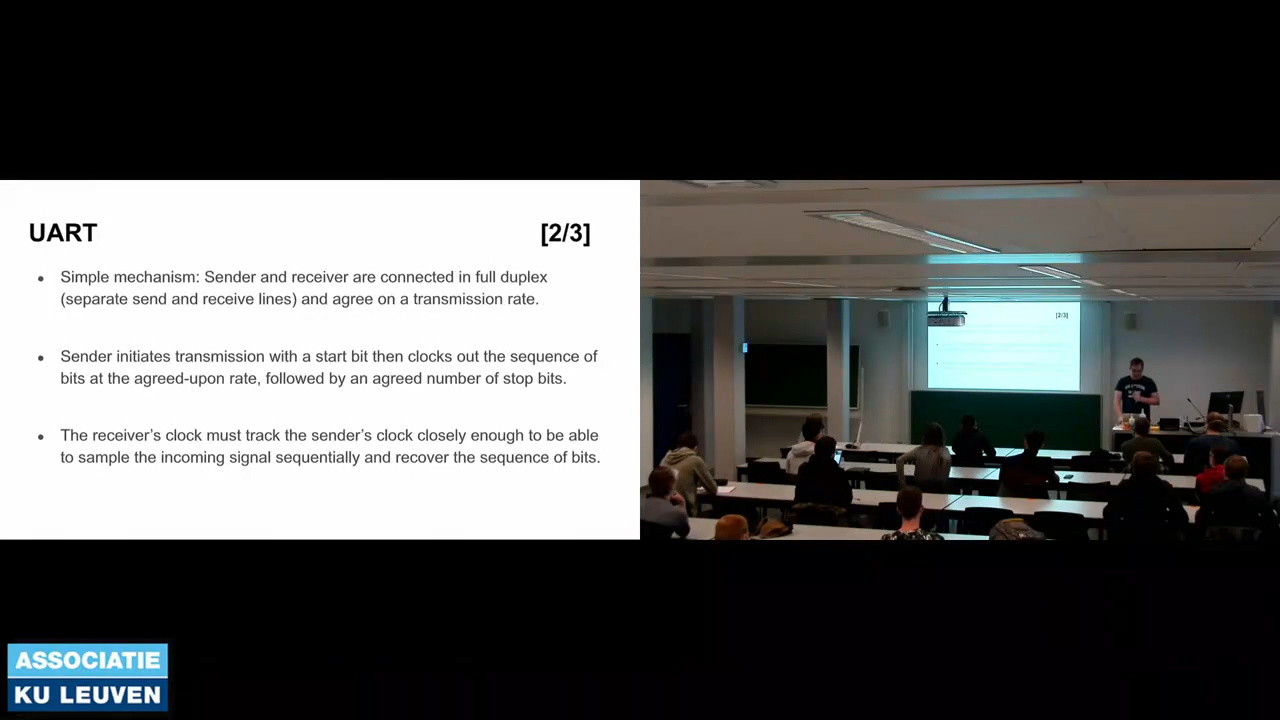 UART [2/3]
• Simple mechanism: Sender and receiver are connected in full duplex
(separate send and receive lines) and agree on a transmission rate.
• Sender initiates transmission with a start bit then clocks out the sequence of
bits at the agreed-upon rate, followed by an agreed number of stop bits.
• The receiver's clock must track the sender's clock closely enough to be able
to sample the incoming signal sequentially and recover the sequence of bits.
[2/3]
ASSOCIATIE
KU LEUVEN